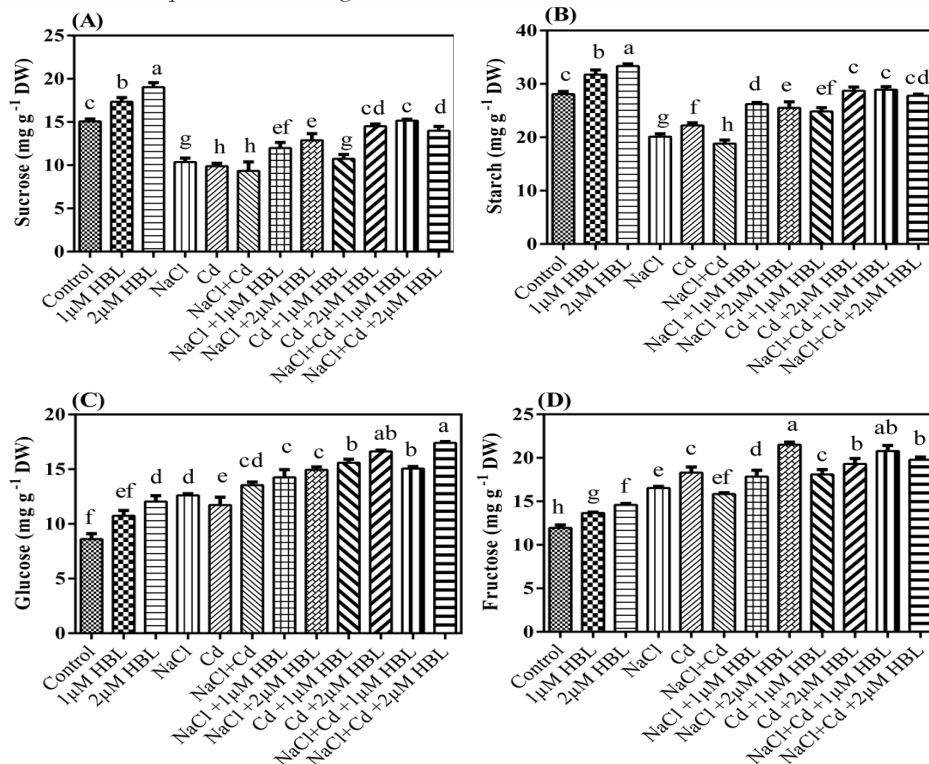 (A)
Sucrose (mg g-1 DW)
25
20
15
10
5
0
c
b
a
g
h
h
ef
e
g
cd
c
d
Control
1µM HBL
2µM HBL
NaCl
Cd
NaCl+Cd
NaCl +1µM HBL
NaCl +2µM HBL
Cd +1µM HBL
Cd +2µM HBL
NaCl+Cd +1µM HBL
NaCl+Cd +2µM HBL
(B)
Starch (mg g-1 DW)
40
30
20
10
0
c
b
a
g
f
h
d
e
ef
c
c
cd
Control
1µM HBL
2µM HBL
NaCl
Cd
NaCl+Cd
NaCl +1µM HBL
NaCl +2µM HBL
Cd +1µM HBL
Cd +2µM HBL
NaCl+Cd +1µM HBL
NaCl+Cd +2µM HBL
(C)
Glucose (mg g-1 DW)
20
15
10
5
0
f
ef
d
d
e
cd
c
c
b
ab
b
a
Control
1µM HBL
2µM HBL
NaCl
Cd
NaCl+Cd
NaCl +1µM HBL
NaCl +2µM HBL
Cd +1µM HBL
Cd +2µM HBL
NaCl+Cd +1µM HBL
NaCl+Cd +2µM HBL
(D)
Fructose (mg g-1 DW)
25
20
15
10
5
0
h
g
f
e
c
ef
d
a
c
b
ab
b
Control
1µM HBL
2µM HBL
NaCl
Cd
NaCl+Cd
NaCl +1µM HBL
NaCl +2µM HBL
Cd +1µM HBL
Cd +2µM HBL
NaCl+Cd +1µM HBL
NaCl+Cd +2µM HBL